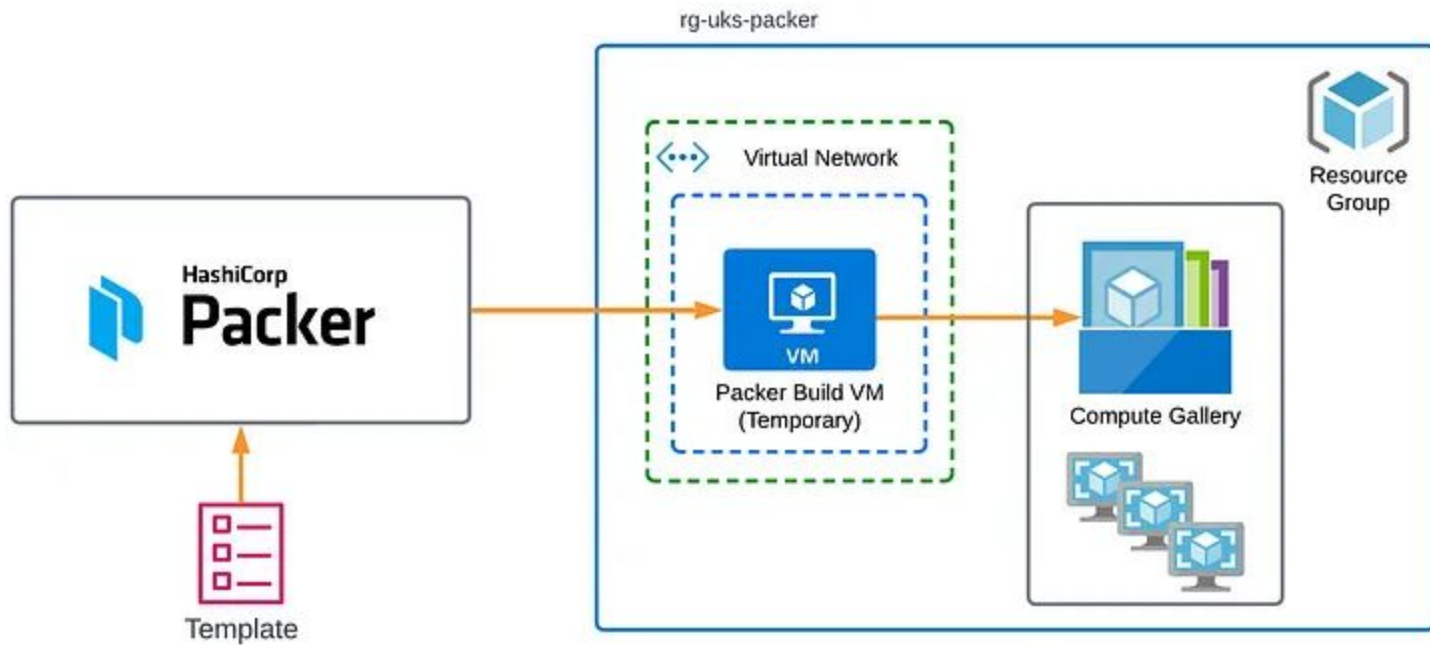 rg-uks-packer
Resource
Group
Virtual Network
HashiCorp
Packer
VM
Packer Build VM
(Temporary)
Compute Gallery
Template